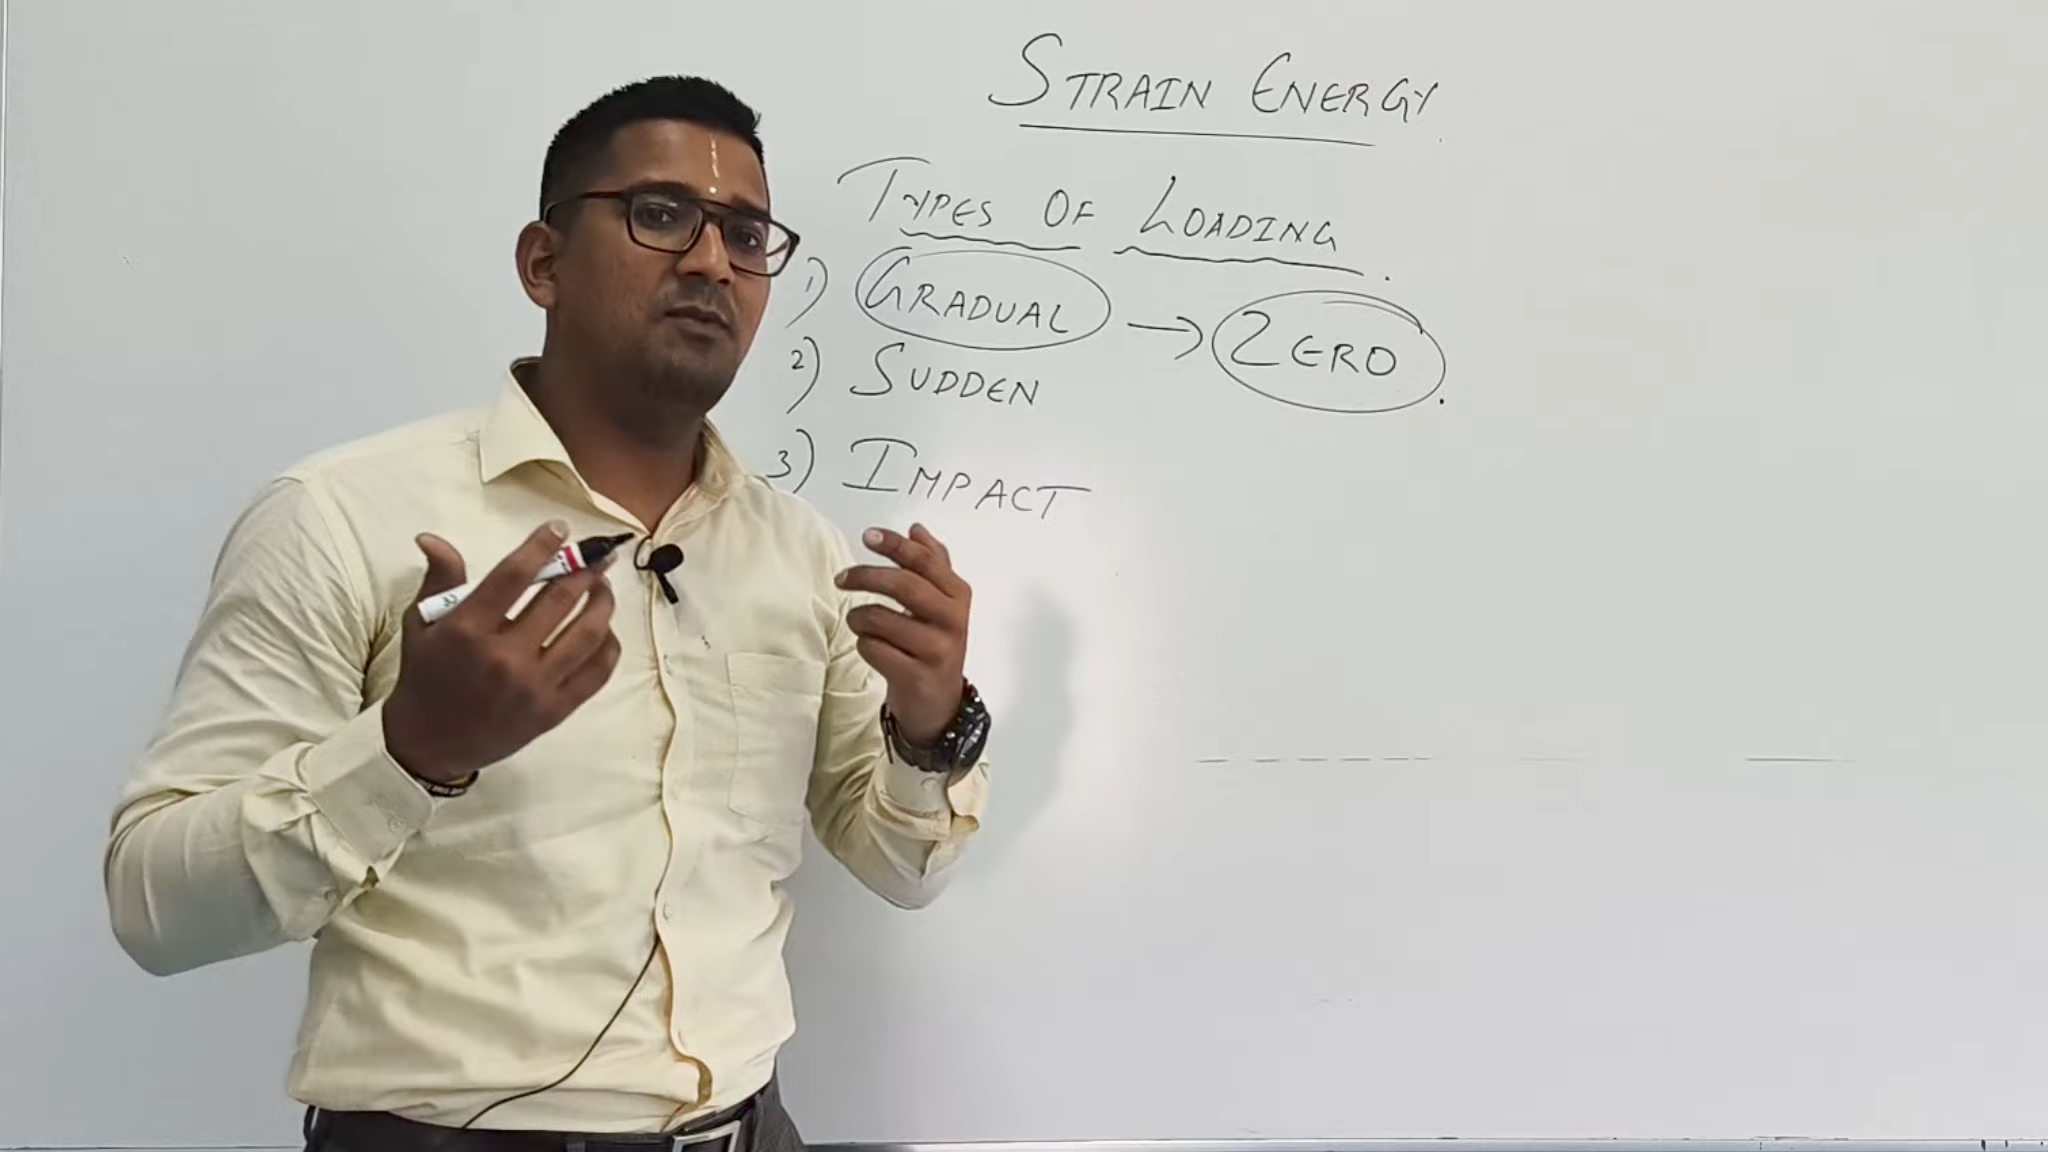 STRAIN ENERGY
TYPES OF LOADING
1) GRADUAL → ZERO
2) SUDDEN
3) IMPACT